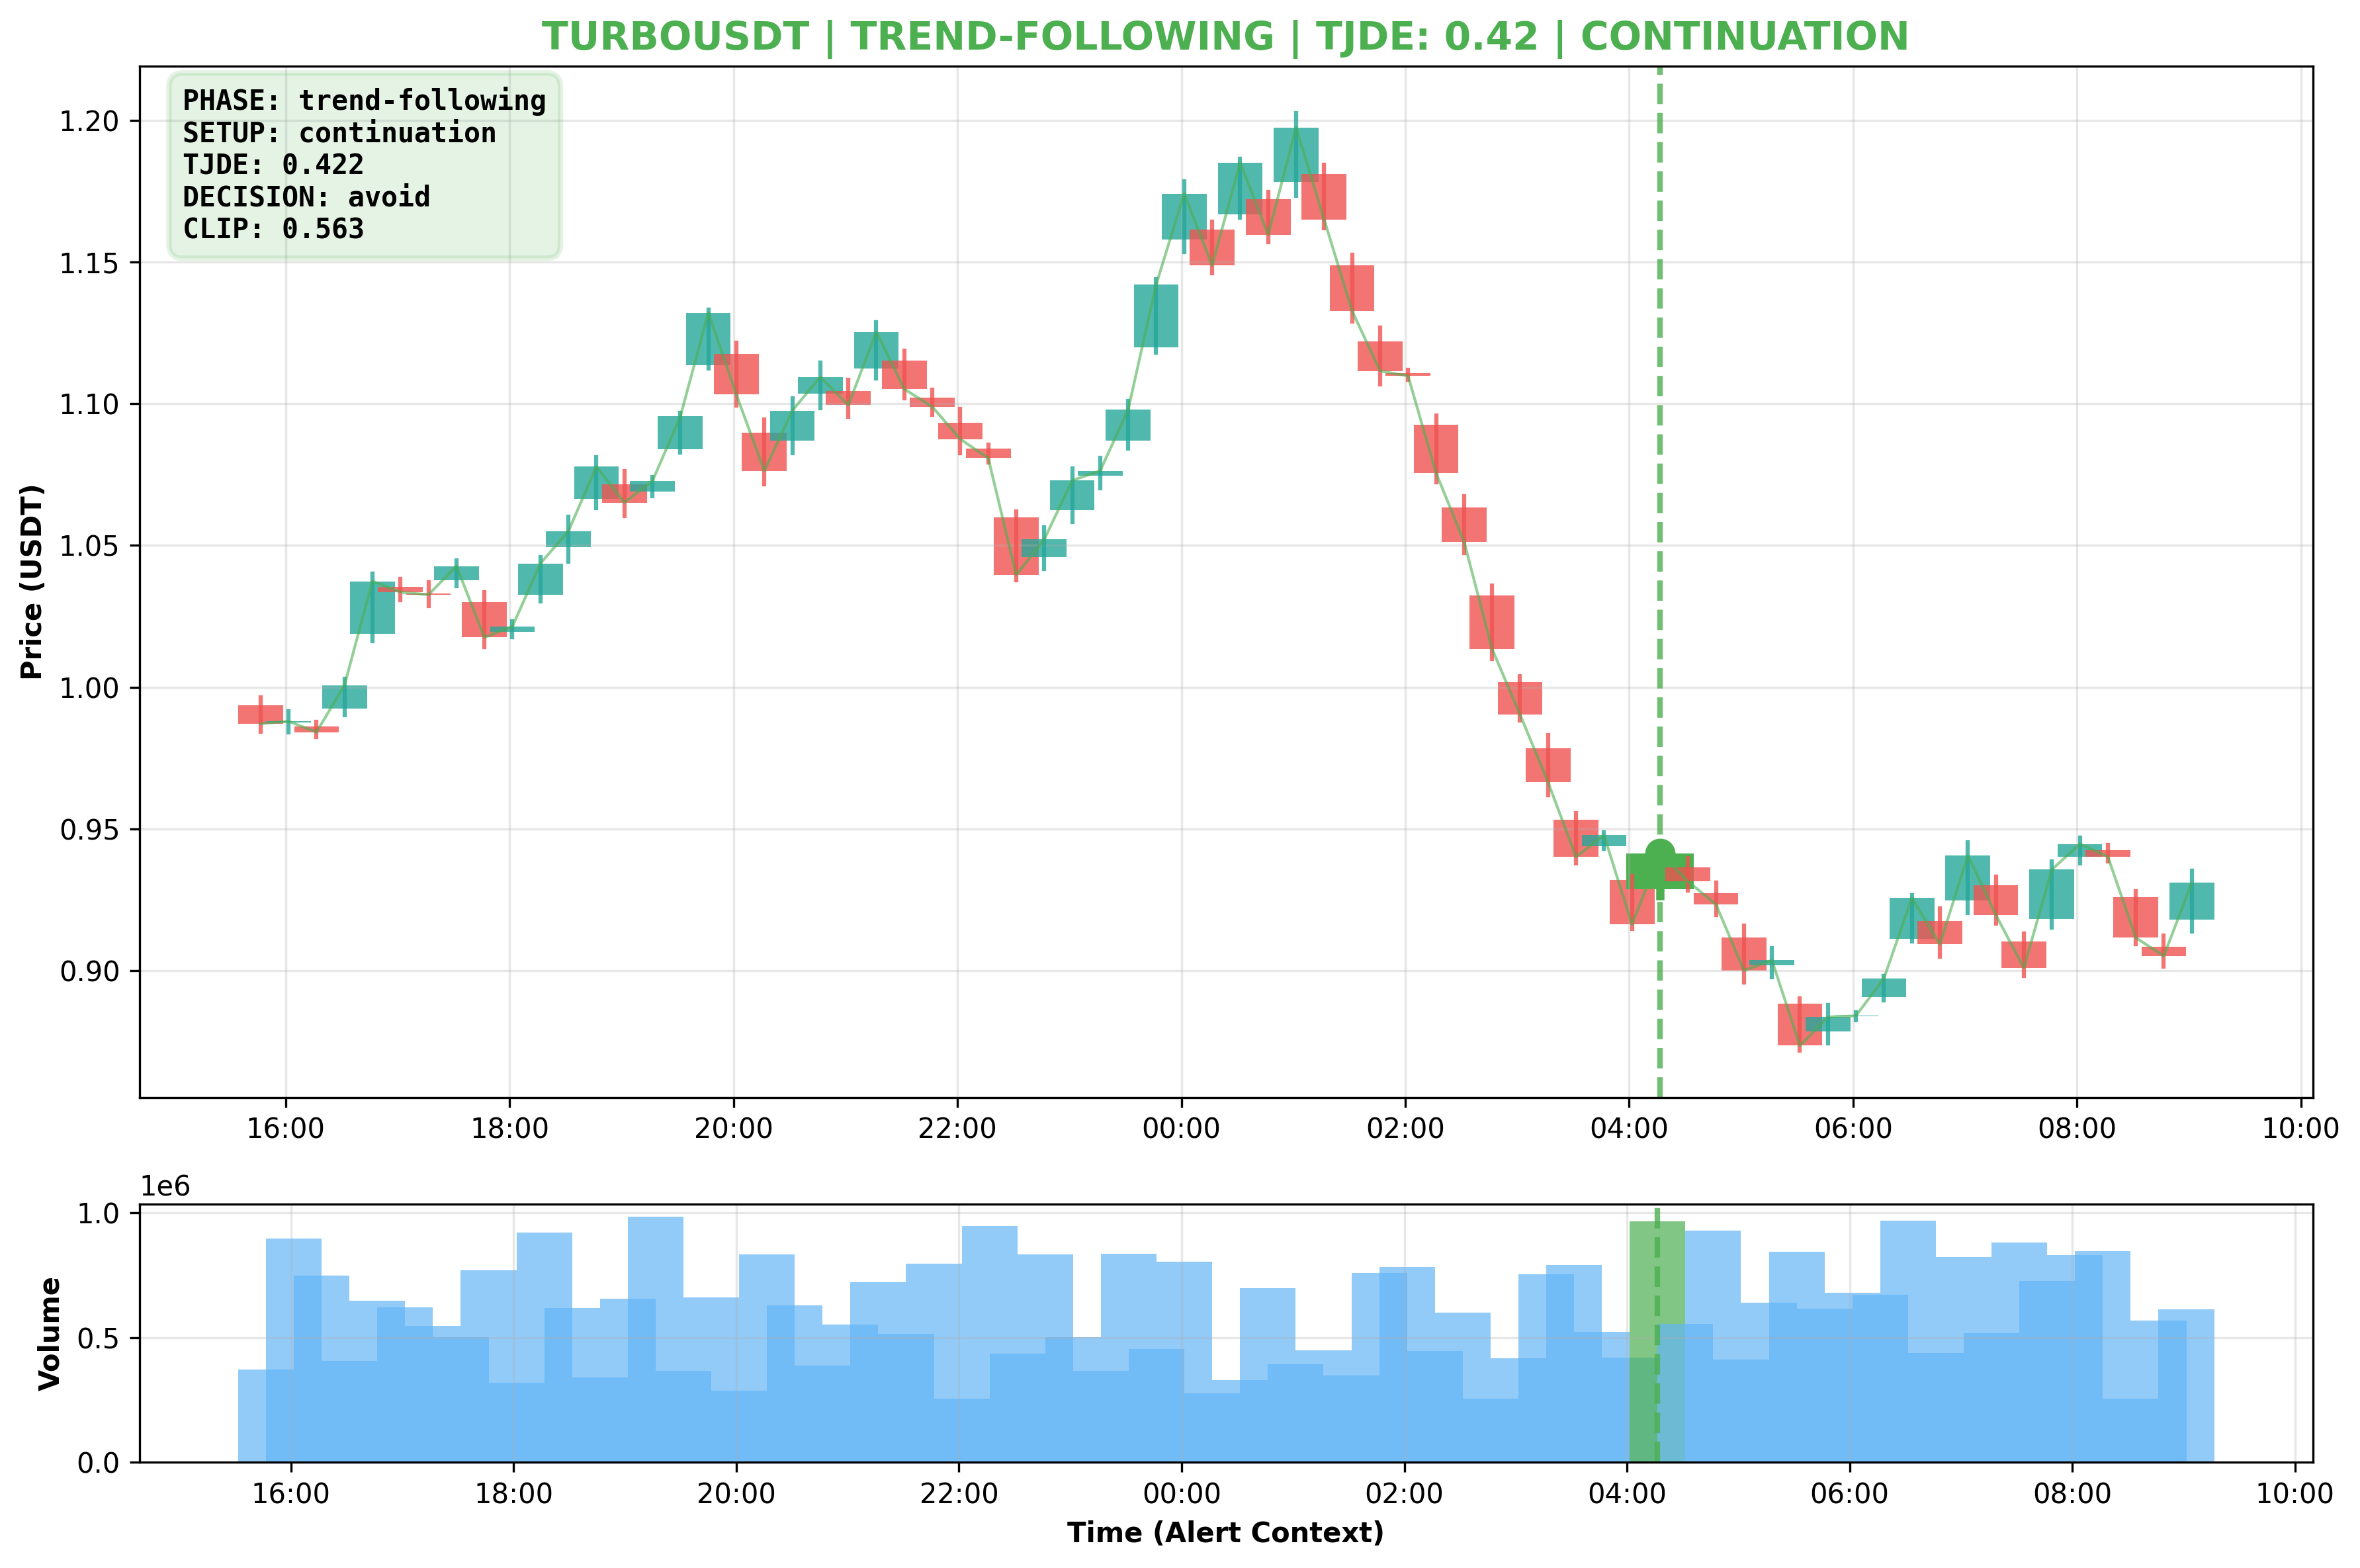 TURBOUSDT | TREND-FOLLOWING | TJDE: 0.42 | CONTINUATION
PHASE: trend-following
SETUP: continuation
TJDE: 0.422
DECISION: avoid
CLIP: 0.563
Price (USDT)
1.20
1.15
1.10
1.05
1.00
0.95
0.90
16:00 18:00 20:00 22:00 00:00 02:00 04:00 06:00 08:00 10:00
1e6
Volume
1.0
0.5
0.0
16:00 18:00 20:00 22:00 00:00 02:00 04:00 06:00 08:00 10:00
Time (Alert Context)